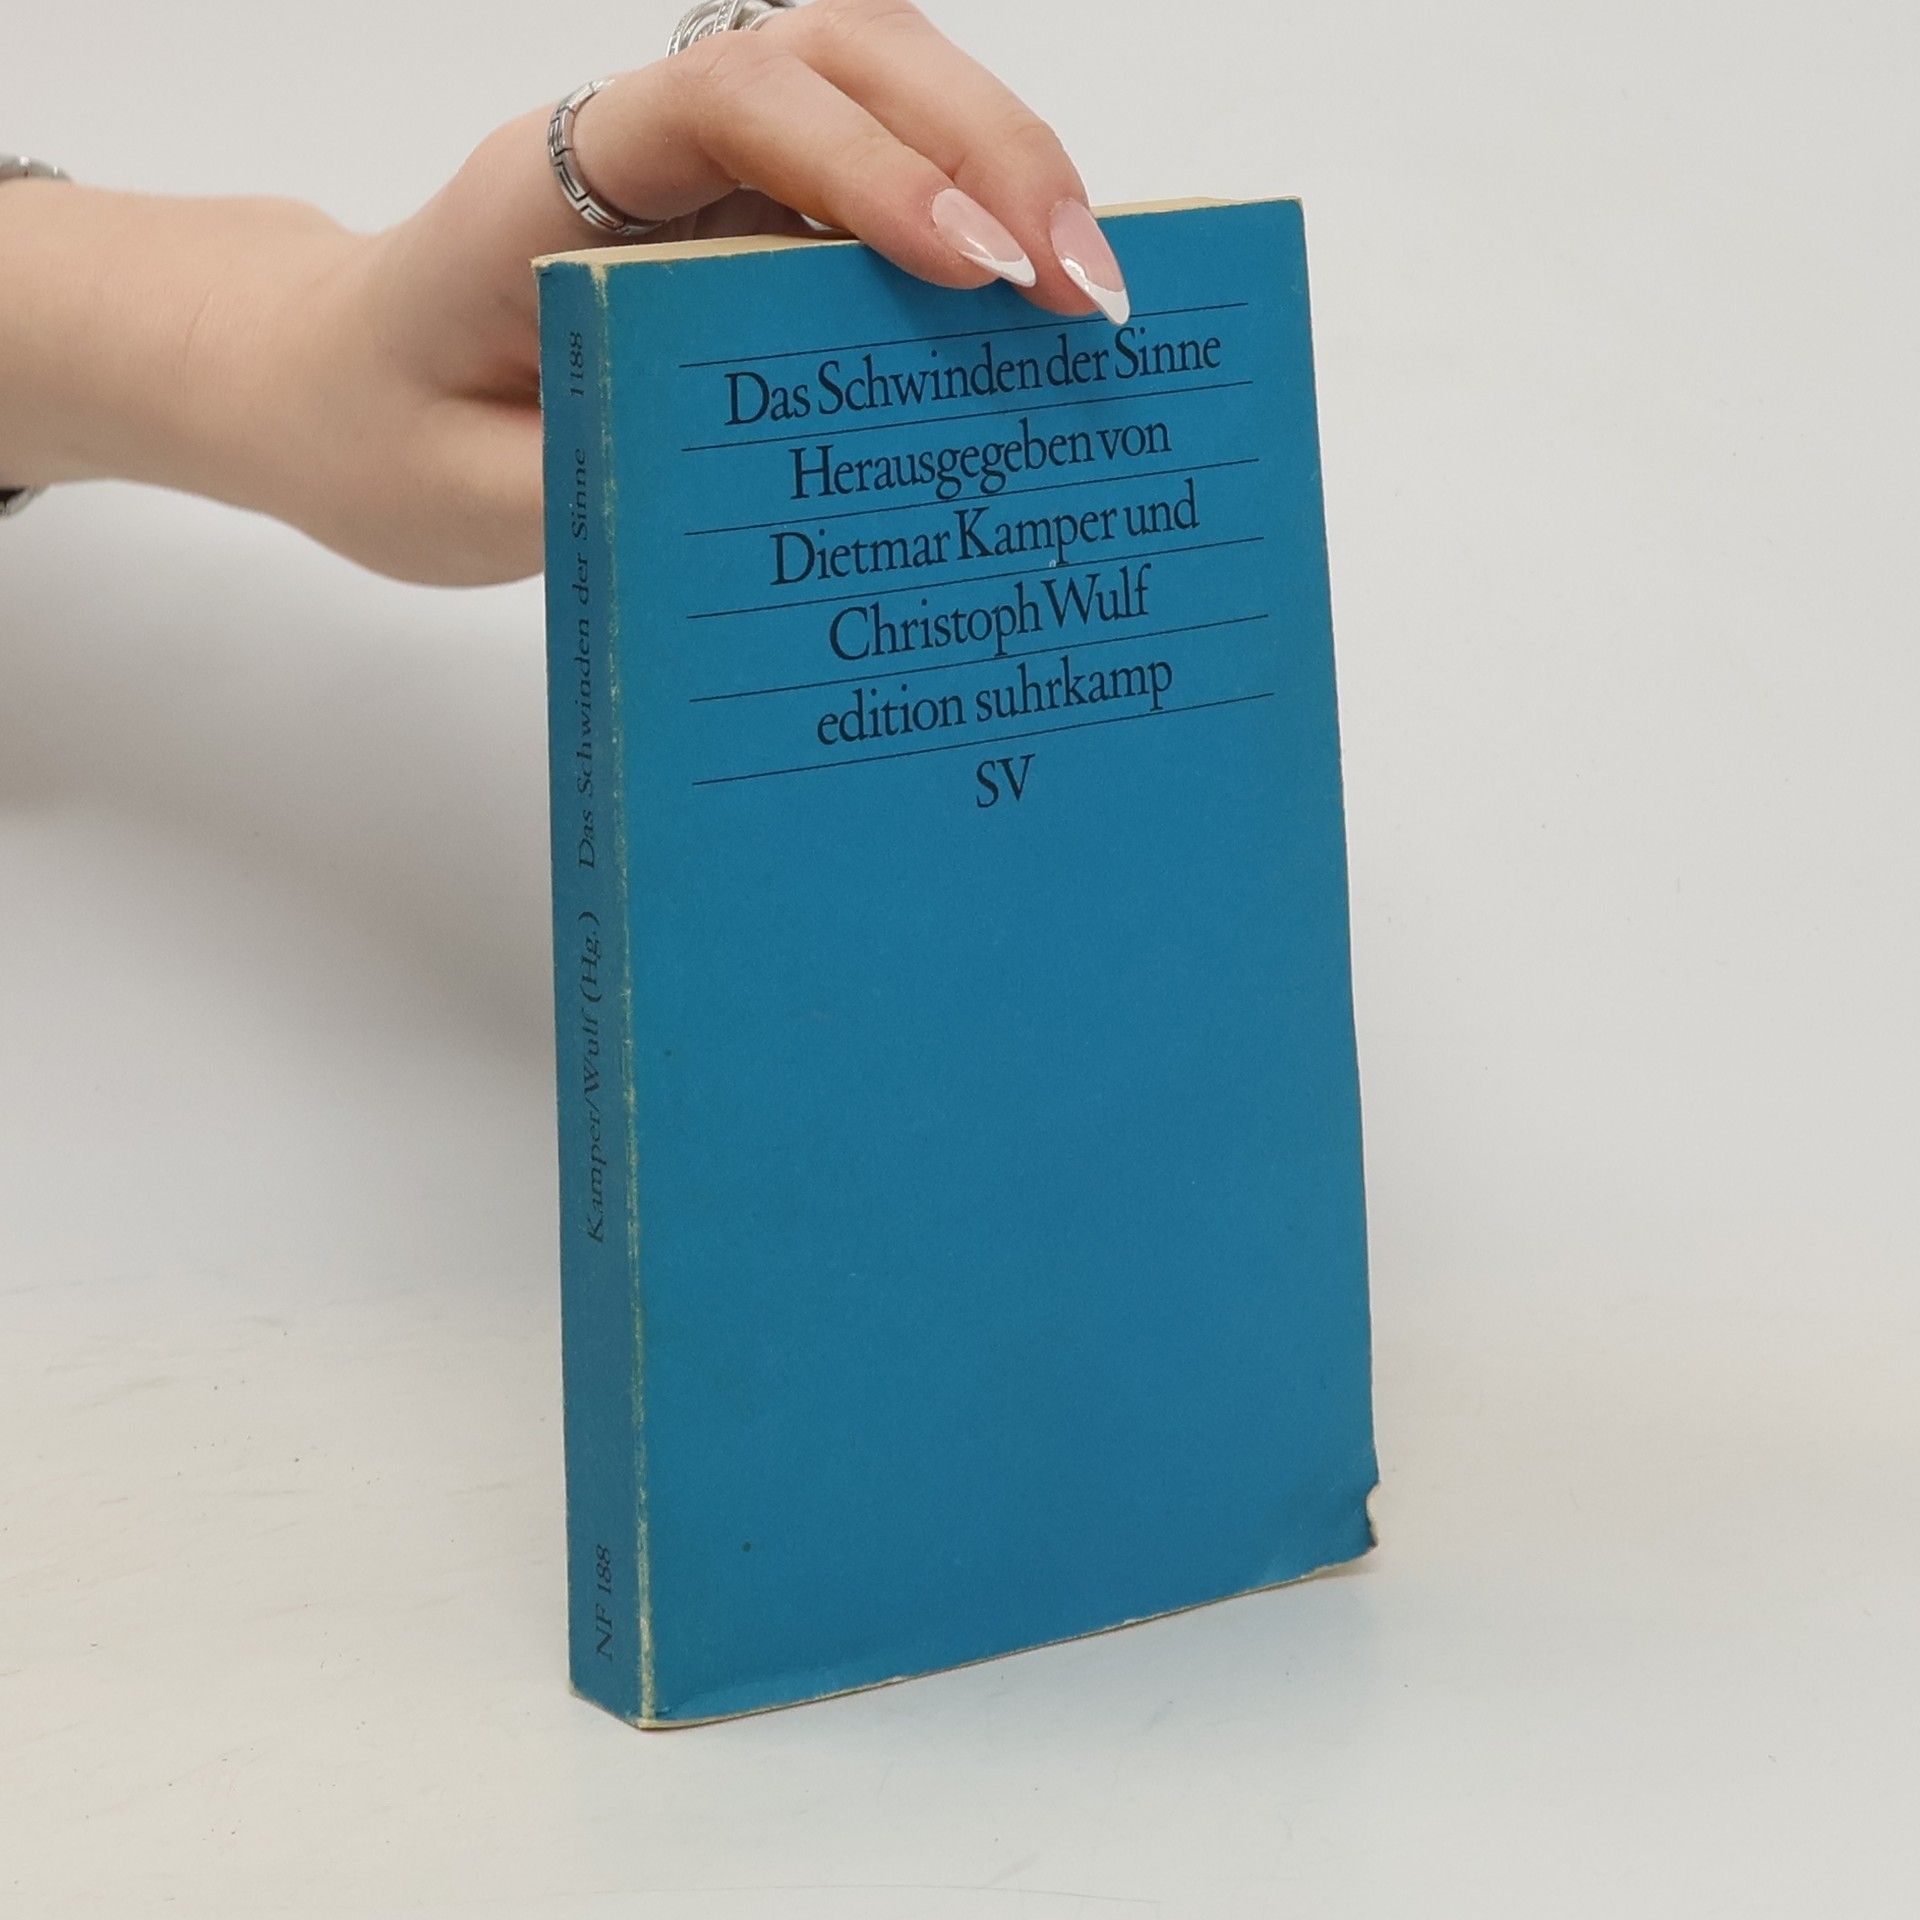 Das Schwinden der Sinne
Herausgegeben von
Dietmar Kamper und
Christoph Wulf
edition suhrkamp
SV
Kamper/Wulf (Hg.) Das Schwinden der Sinne 1188
NF 188